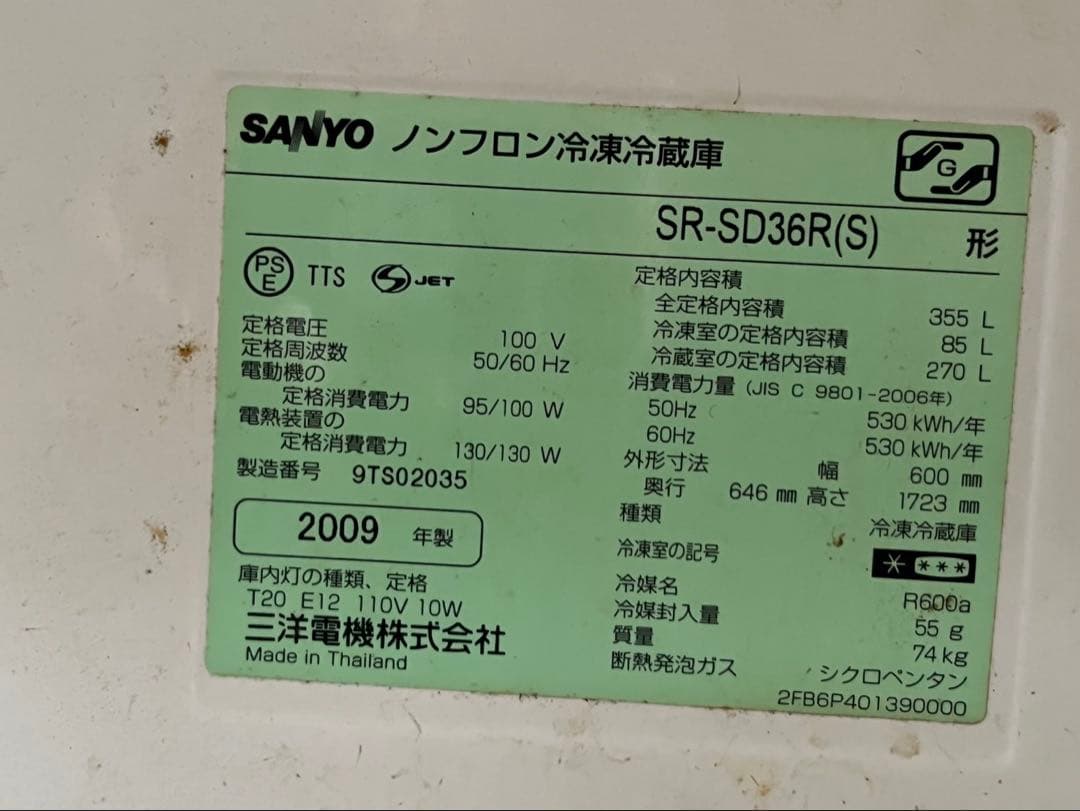 SANYO ノンフロン冷凍冷蔵庫 G
SR-SD36R(S) 形
PSE TTS S JET
定格電圧 100 V
定格周波数 50/60 Hz
電動機の
定格消費電力 95/100 W
電熱装置の
定格消費電力 130/130 W
製造番号 9TS02035
2009 年製
庫内灯の種類、定格
T20 E12 110V 10W
三洋電機株式会社
Made in Thailand
定格内容積
全定格内容積 355 L
冷凍室の定格内容積 85 L
冷蔵室の定格内容積 270 L
消費電力量 (JIS C 9801-2006年)
50Hz 530 kWh/年
60Hz 530 kWh/年
外形寸法 幅 600 mm
奥行 646 mm 高さ 1723 mm
種類 冷凍冷蔵庫
冷凍室の記号 * ***
冷媒名 R600a
冷媒封入量 55 g
質量 74 kg
断熱発泡ガス シクロペンタン
2FB6P401390000